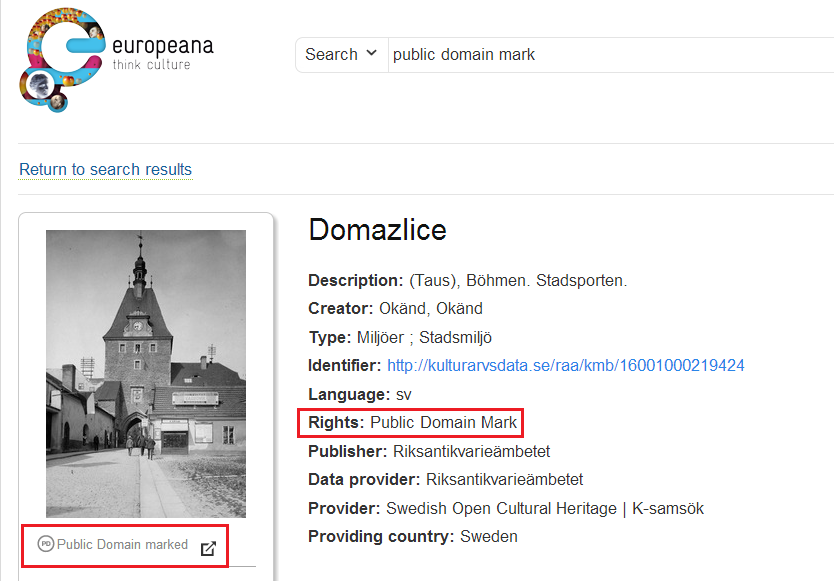 europeana
think culture
Search public domain mark
Return to search results
Domazlice
Description: (Taus), Böhmen. Stadsporten.
Creator: Okänd, Okänd
Type: Miljöer ; Stadsmiljö
Identifier: http://kulturarvsdata.se/raa/kmb/16001000219424
Language: sv
Rights: Public Domain Mark
Publisher: Riksantikvarieämbetet
Data provider: Riksantikvarieämbetet
Provider: Swedish Open Cultural Heritage | K-samsök
Providing country: Sweden
PD Public Domain marked